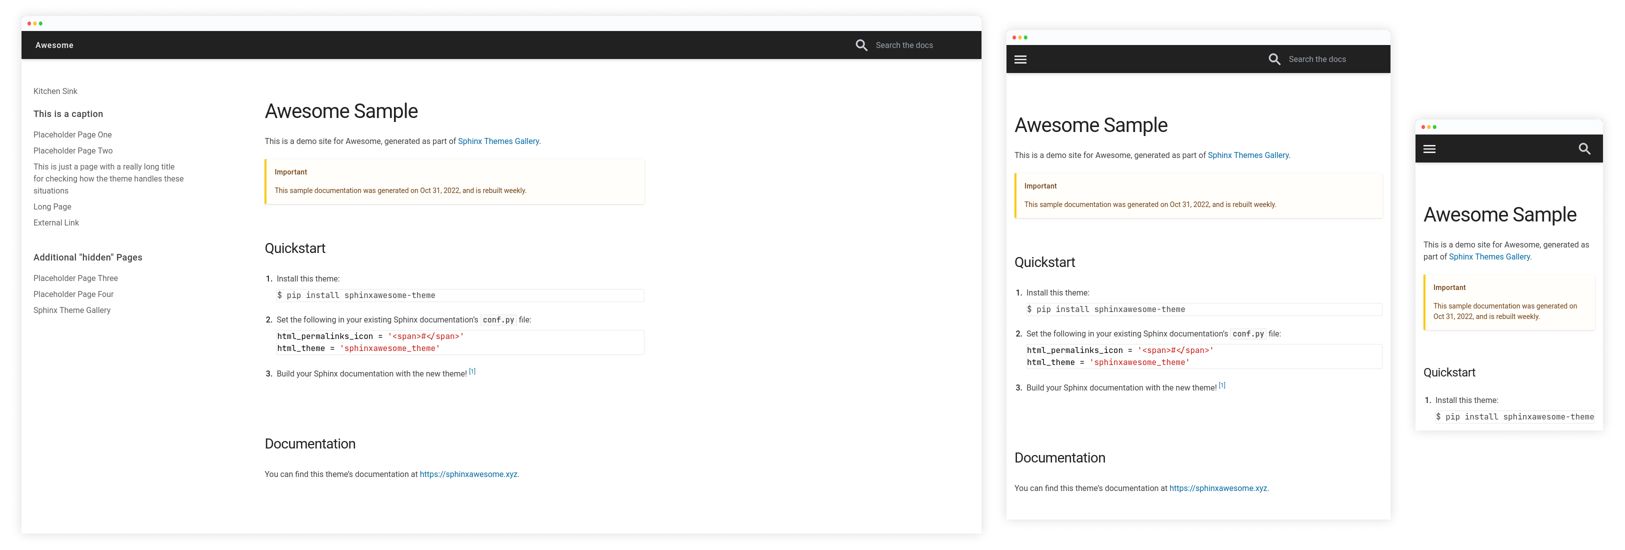 Awesome
Search the docs
Kitchen Sink
This is a caption
Placeholder Page One
Placeholder Page Two
This is just a page with a really long title
for checking how the theme handles these
situations
Long Page
External Link
Additional "hidden" Pages
Placeholder Page Three
Placeholder Page Four
Sphinx Theme Gallery
Awesome Sample
This is a demo site for Awesome, generated as part of Sphinx Themes Gallery.
Important
This sample documentation was generated on Oct 31, 2022, and is rebuilt weekly.
Quickstart
1. Install this theme:
$ pip install sphinxawesome-theme
2. Set the following in your existing Sphinx documentation's conf.py file:
html_permalinks_icon = '<span>#</span>'
html_theme = 'sphinxawesome_theme'
3. Build your Sphinx documentation with the new theme! [1]
Documentation
You can find this theme's documentation at https://sphinxawesome.xyz.
Search the docs
Awesome Sample
This is a demo site for Awesome, generated as part of Sphinx Themes Gallery.
Important
This sample documentation was generated on Oct 31, 2022, and is rebuilt weekly.
Quickstart
1. Install this theme:
$ pip install sphinxawesome-theme
2. Set the following in your existing Sphinx documentation's conf.py file:
html_permalinks_icon = '<span>#</span>'
html_theme = 'sphinxawesome_theme'
3. Build your Sphinx documentation with the new theme! [1]
Documentation
You can find this theme's documentation at https://sphinxawesome.xyz.
Awesome Sample
This is a demo site for Awesome, generated as
part of Sphinx Themes Gallery.
Important
This sample documentation was generated on
Oct 31, 2022, and is rebuilt weekly.
Quickstart
1. Install this theme:
$ pip install sphinxawesome-theme